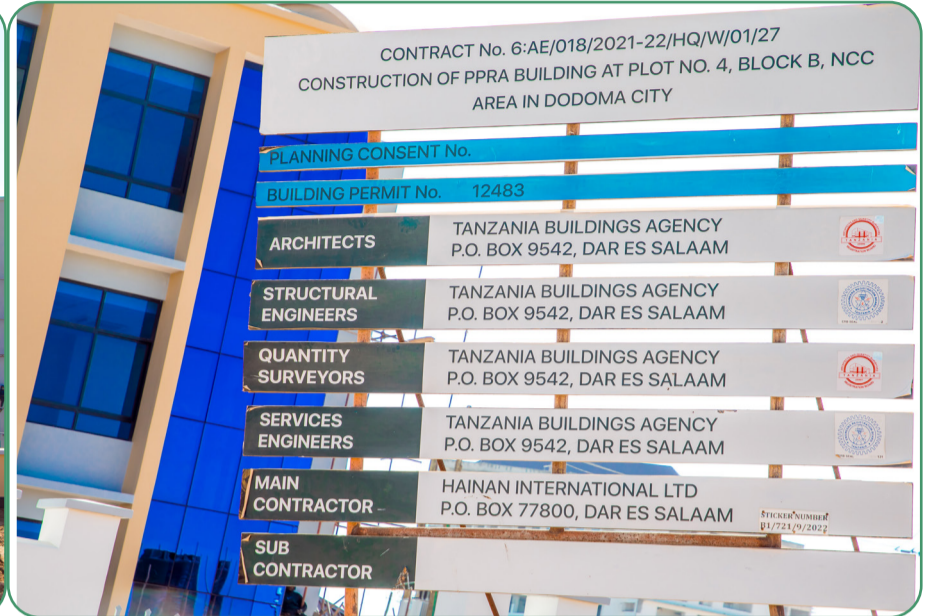 CONTRACT No. 6:AE/018/2021-22/HQ/W/01/27
CONSTRUCTION OF PPRA BUILDING AT PLOT NO. 4, BLOCK B, NCC
AREA IN DODOMA CITY
PLANNING CONSENT No.
BUILDING PERMIT No. 12483
ARCHITECTS
TANZANIA BUILDINGS AGENCY
P.O. BOX 9542, DAR ES SALAAM
STRUCTURAL
ENGINEERS
TANZANIA BUILDINGS AGENCY
P.O. BOX 9542, DAR ES SALAAM
QUANTITY
SURVEYORS
TANZANIA BUILDINGS AGENCY
P.O. BOX 9542, DAR ES SALAAM
SERVICES
ENGINEERS
TANZANIA BUILDINGS AGENCY
P.O. BOX 9542, DAR ES SALAAM
MAIN
CONTRACTOR
HAINAN INTERNATIONAL LTD
P.O. BOX 77800, DAR ES SALAAM
STICKER NUMBER
SUB
CONTRACTOR